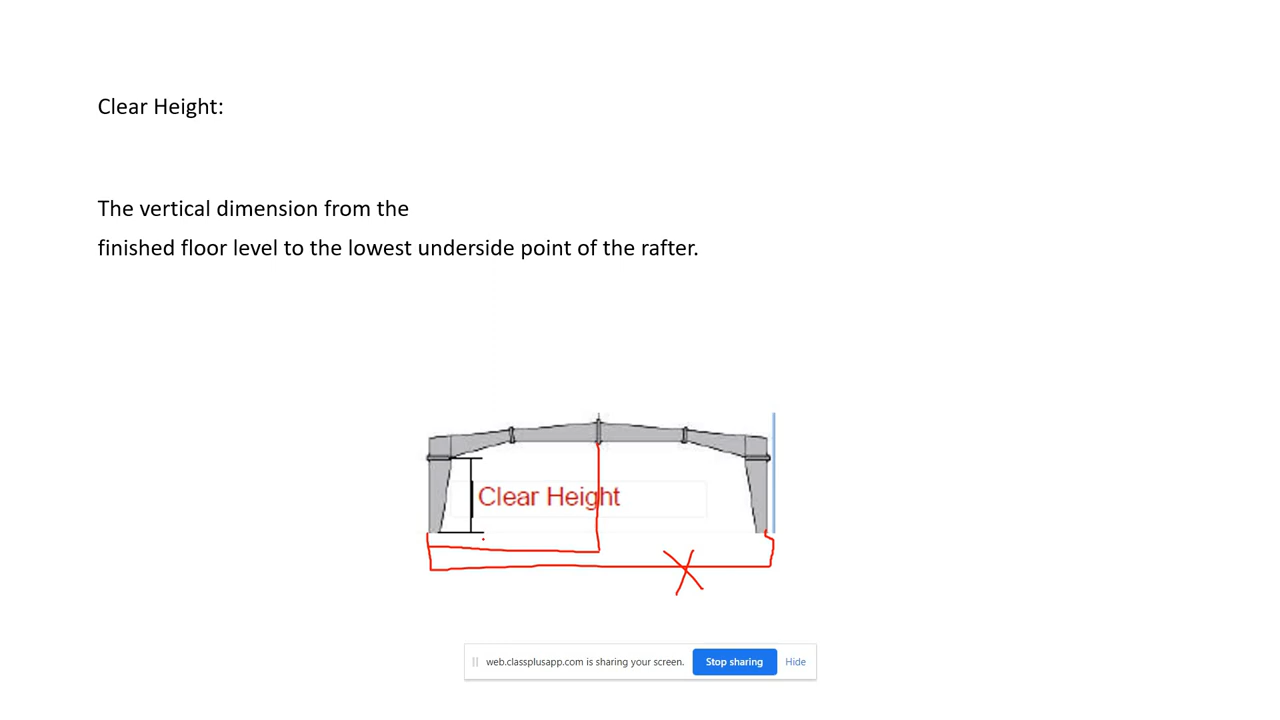 Clear Height:
The vertical dimension from the
finished floor level to the lowest underside point of the rafter.
Clear Height
X
web.classplusapp.com is sharing your screen. Stop sharing Hide